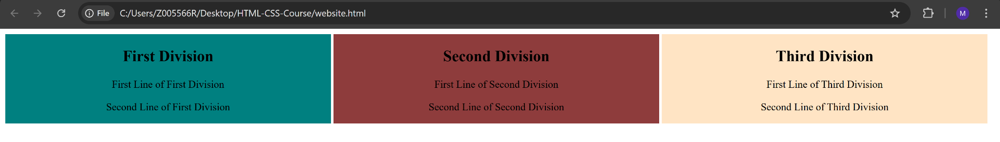 File C:/Users/Z005566R/Desktop/HTML-CSS-Course/website.html M
First Division
First Line of First Division
Second Line of First Division
Second Division
First Line of Second Division
Second Line of Second Division
Third Division
First Line of Third Division
Second Line of Third Division